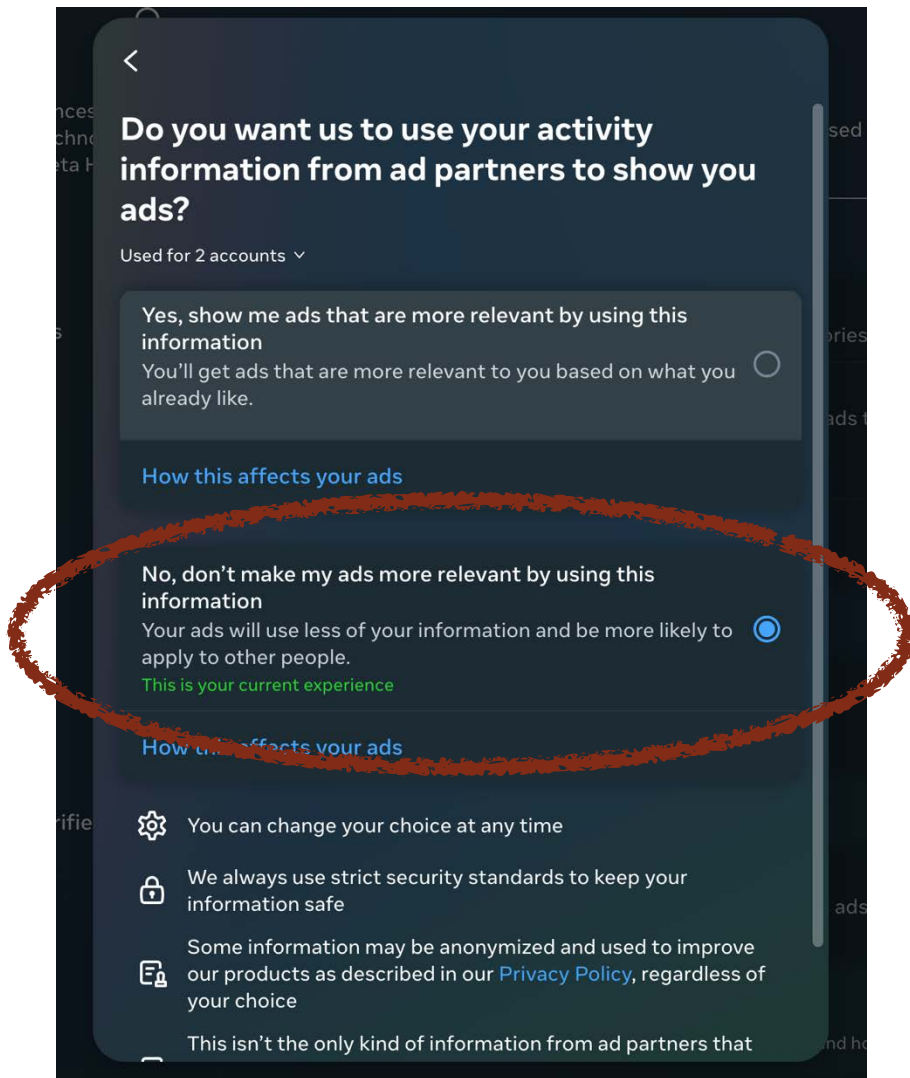 Do you want us to use your activity
information from ad partners to show you
ads?
Used for 2 accounts
Yes, show me ads that are more relevant by using this
information
You'll get ads that are more relevant to you based on what you
already like.
How this affects your ads
No, don't make my ads more relevant by using this
information
Your ads will use less of your information and be more likely to
apply to other people.
This is your current experience
How this affects your ads
You can change your choice at any time
We always use strict security standards to keep your
information safe
Some information may be anonymized and used to improve
our products as described in our Privacy Policy, regardless of
your choice
This isn't the only kind of information from ad partners that